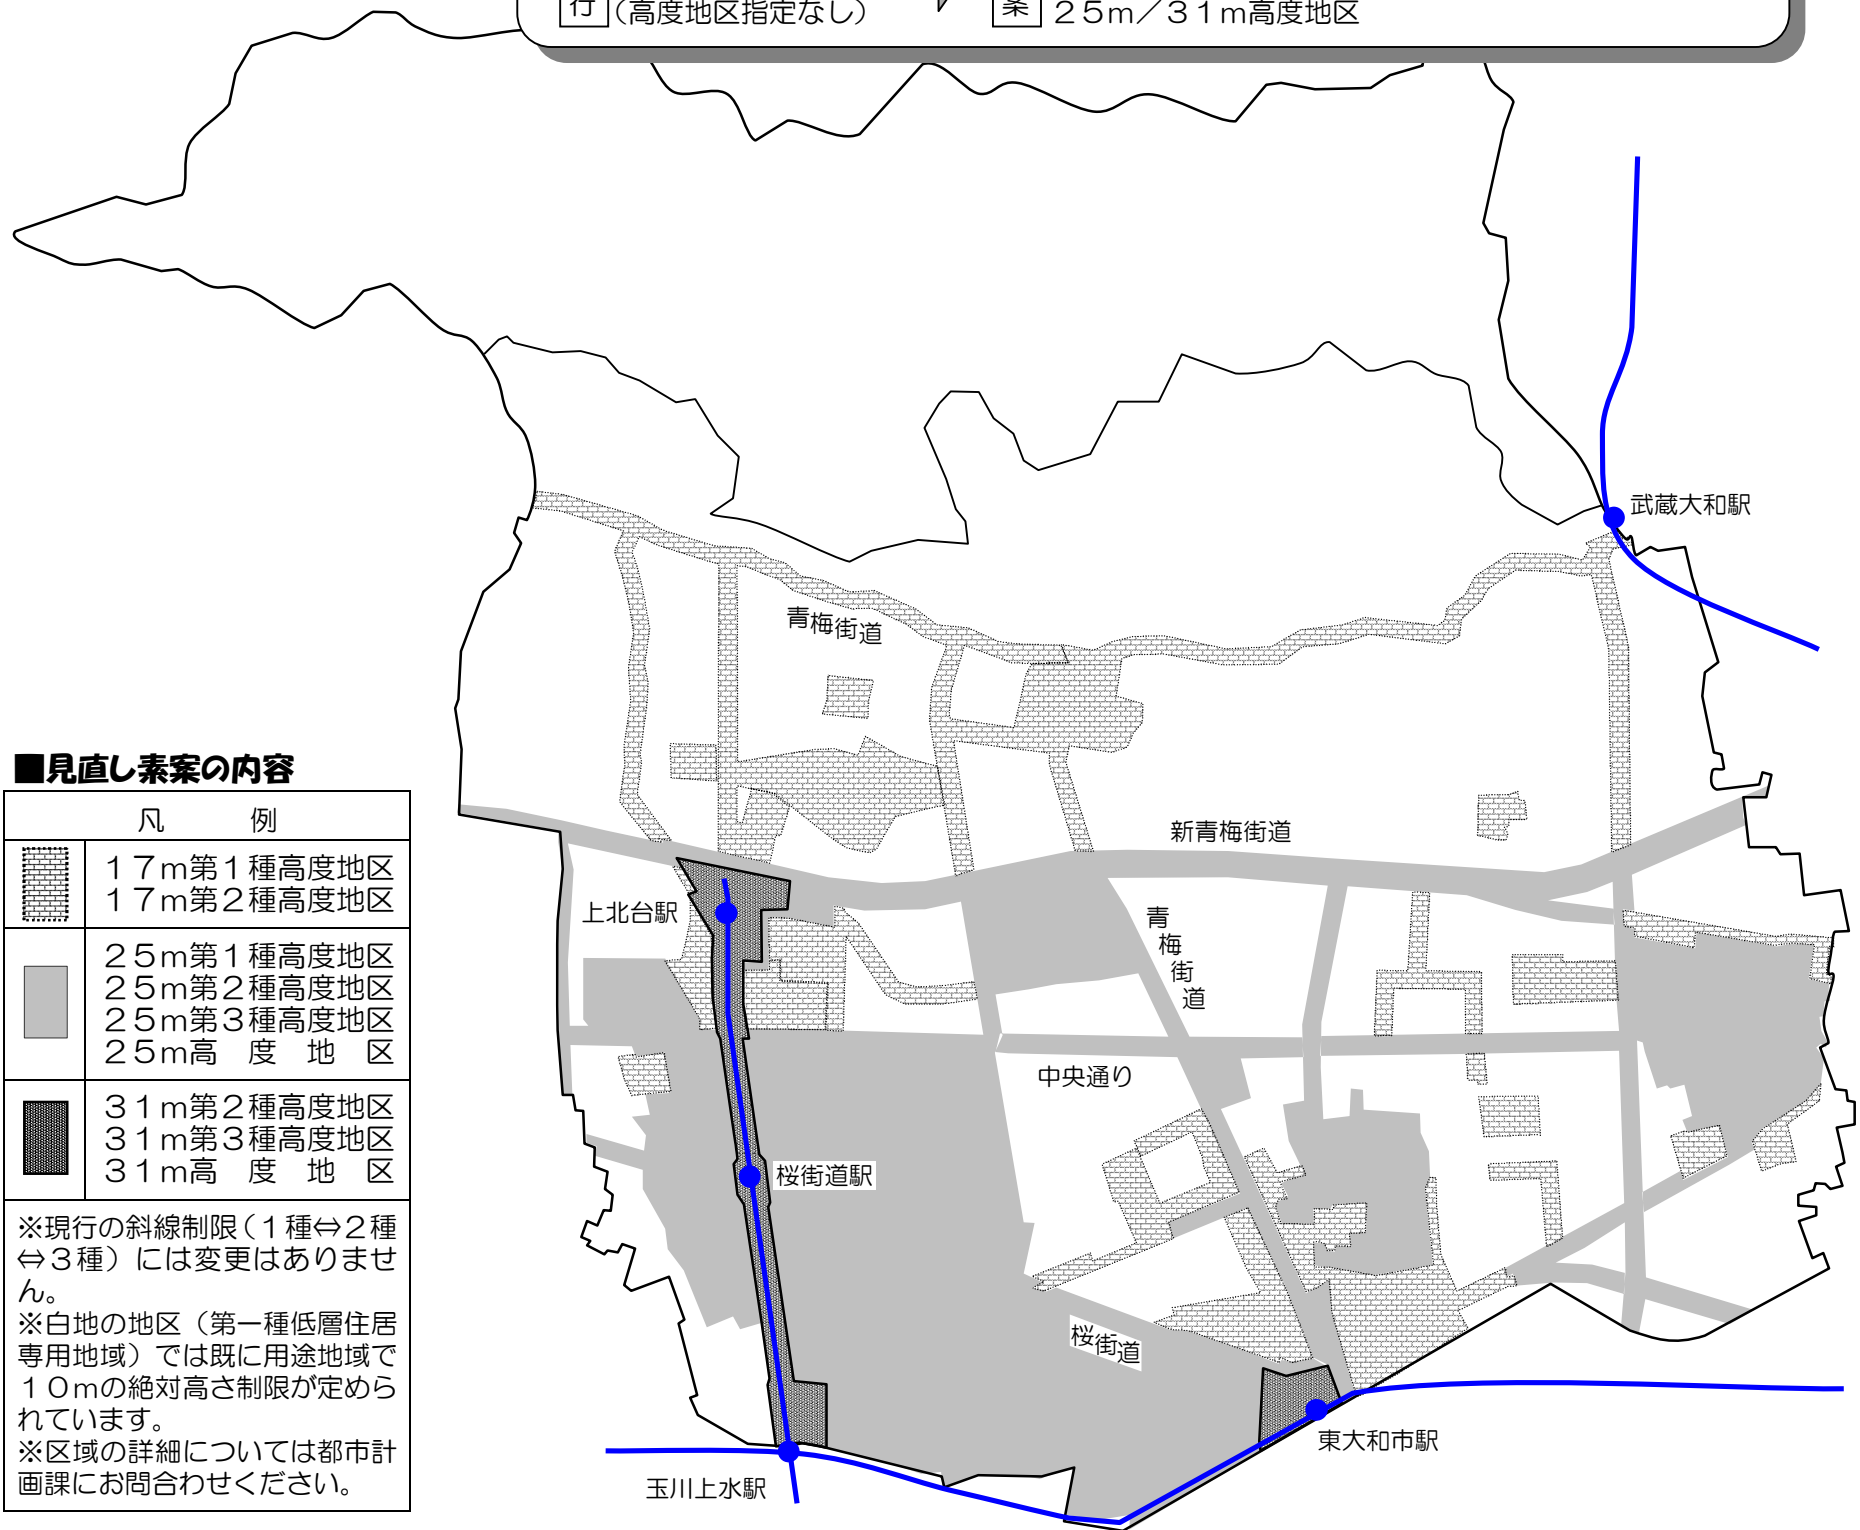 行（高度地区指定なし）
案 ２５ｍ／３１ｍ高度地区
武蔵大和駅
青梅街道
新青梅街道
上北台駅
青梅街道
中央通り
桜街道駅
桜街道
東大和市駅
玉川上水駅
■見直し素案の内容
凡　例
１７ｍ第１種高度地区
１７ｍ第２種高度地区
２５ｍ第１種高度地区
２５ｍ第２種高度地区
２５ｍ第３種高度地区
２５ｍ高　度　地　区
３１ｍ第２種高度地区
３１ｍ第３種高度地区
３１ｍ高　度　地　区
※現行の斜線制限（１種⇔２種
⇔３種）には変更はありませ
ん。
※白地の地区（第一種低層住居
専用地域）では既に用途地域で
１０ｍの絶対高さ制限が定めら
れています。
※区域の詳細については都市計
画課にお問合わせください。